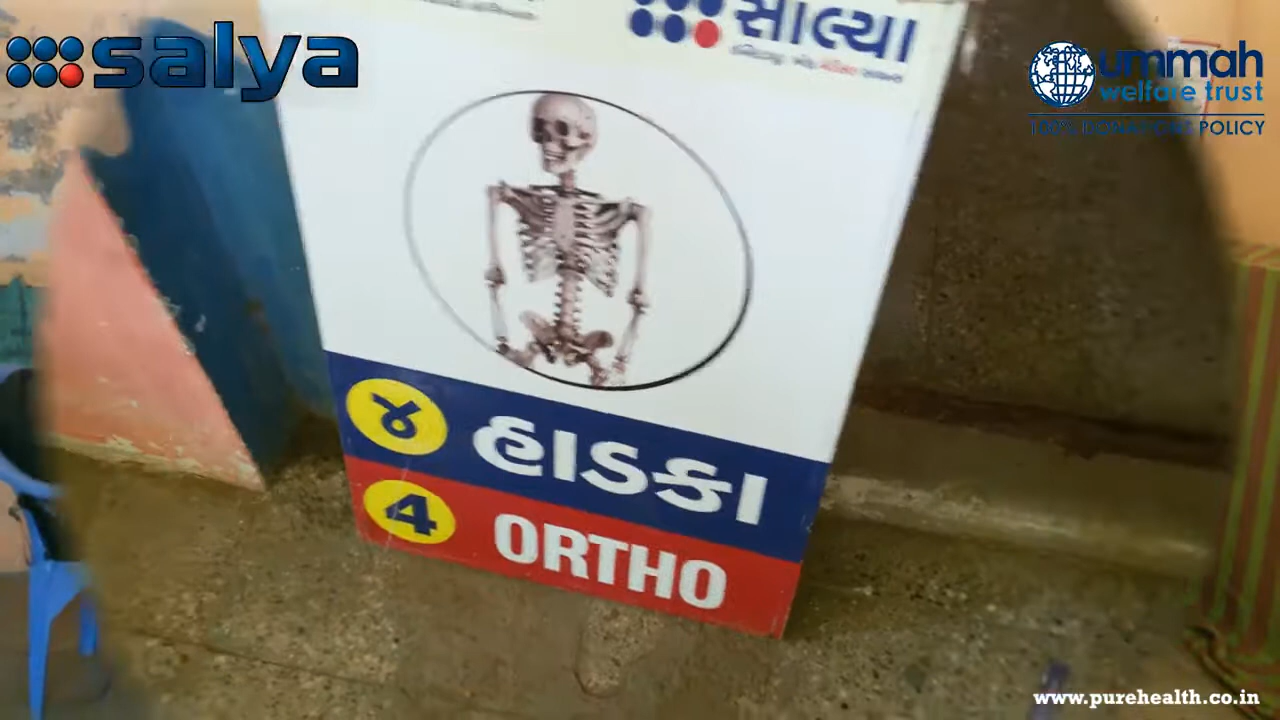 salya
ummah
welfare trust
100% DONATIONS POLICY
સાલ્યા
૪ હાડકા
4 ORTHO
www.purehealth.co.in